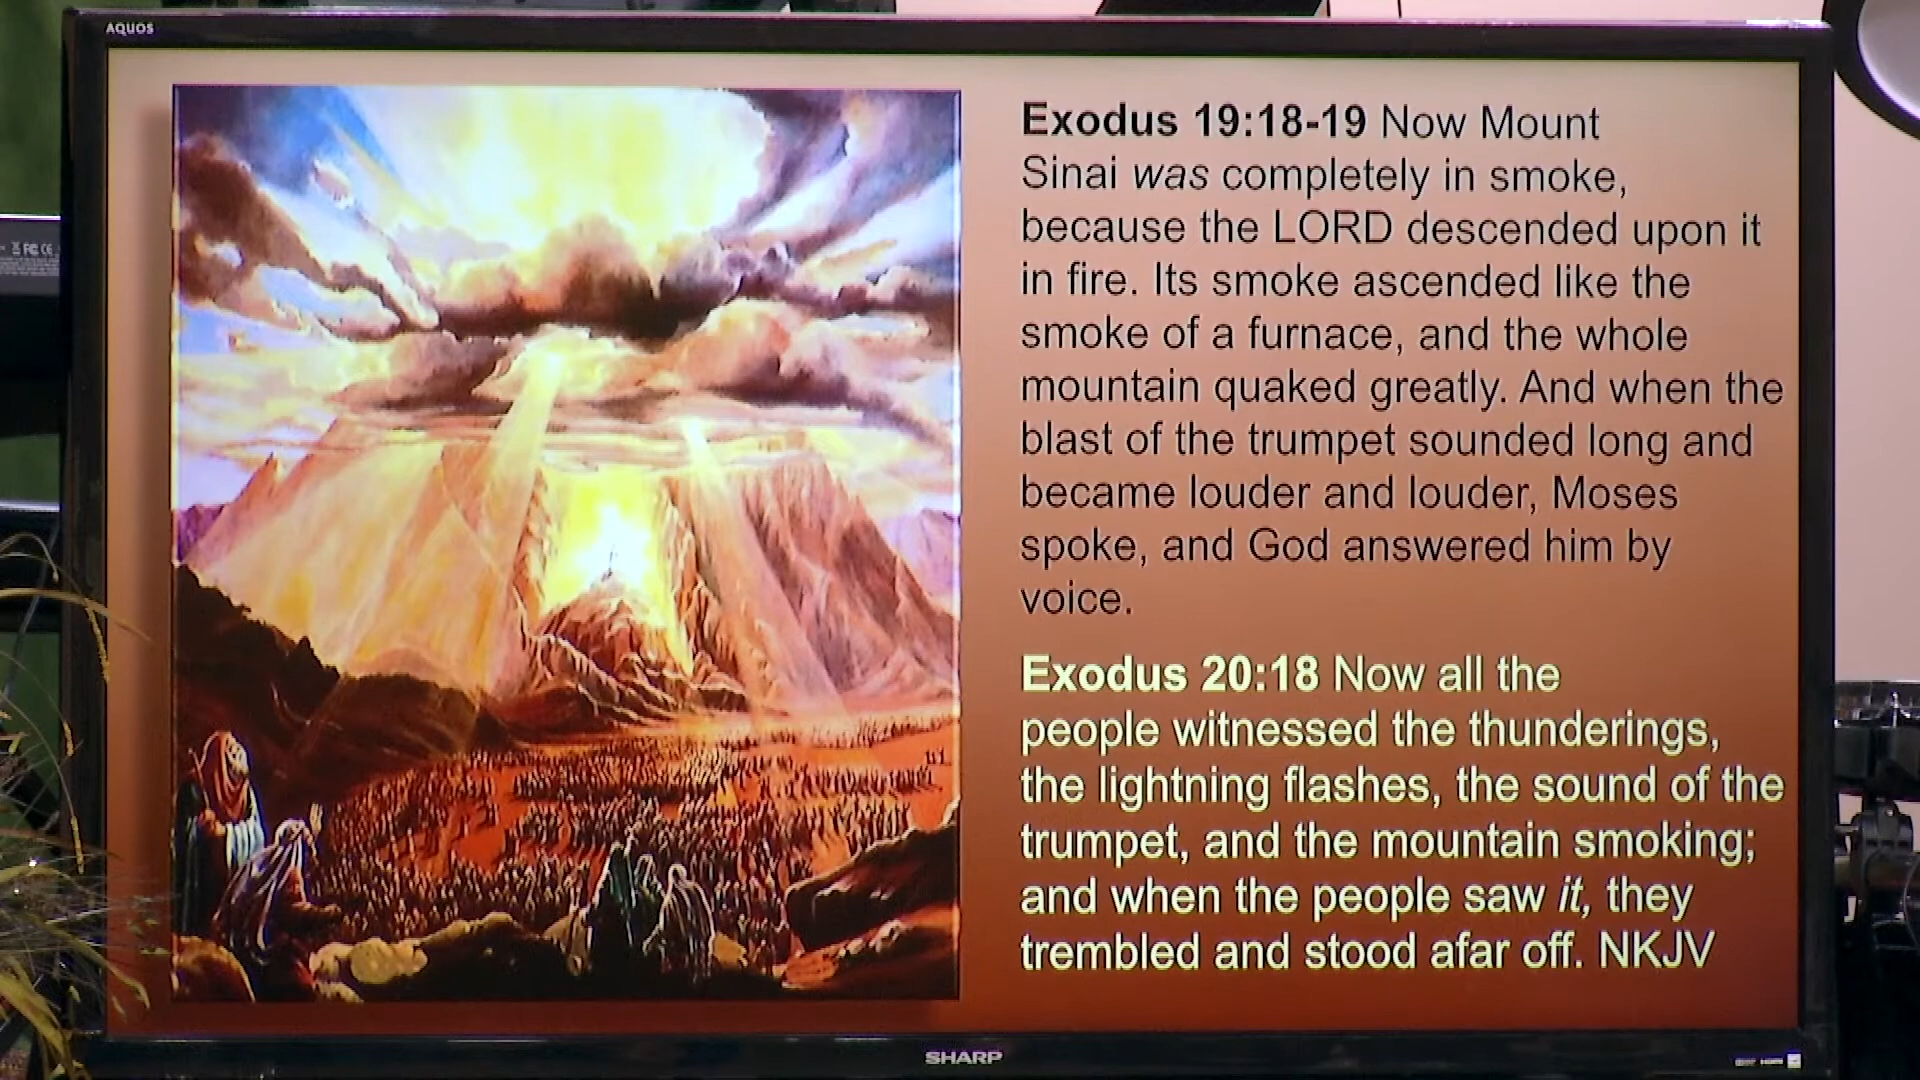 AQUOS
FC CE
Exodus 19:18-19 Now Mount
Sinai was completely in smoke,
because the LORD descended upon it
in fire. Its smoke ascended like the
smoke of a furnace, and the whole
mountain quaked greatly. And when the
blast of the trumpet sounded long and
became louder and louder, Moses
spoke, and God answered him by
voice.
Exodus 20:18 Now all the
people witnessed the thunderings,
the lightning flashes, the sound of the
trumpet, and the mountain smoking;
and when the people saw it, they
trembled and stood afar off. NKJV
SHARP